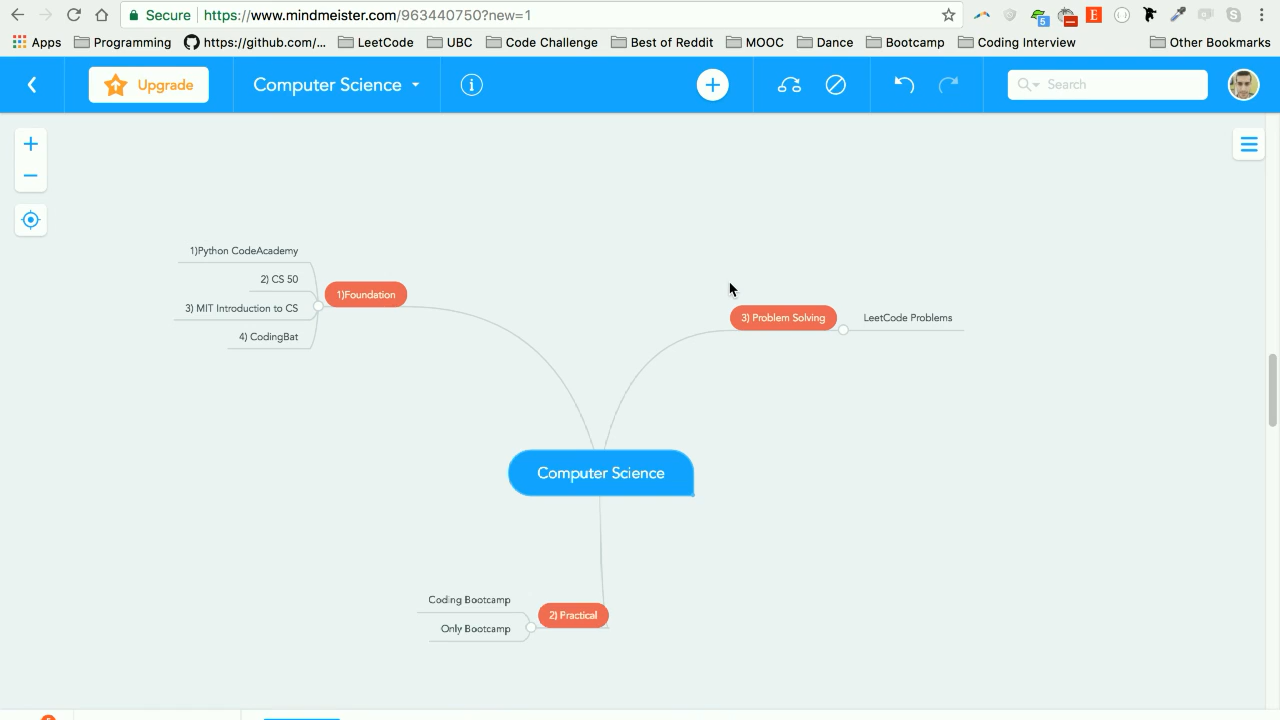 Secure https://www.mindmeister.com/963440750?new=1
5
E
Apps Programming https://github.com/... LeetCode UBC Code Challenge Best of Reddit MOOC Dance Bootcamp Coding Interview Other Bookmarks
Upgrade Computer Science Search
1)Python CodeAcademy
2) CS 50
1)Foundation
3) MIT Introduction to CS
4) CodingBat
3) Problem Solving LeetCode Problems
Computer Science
Coding Bootcamp
2) Practical
Only Bootcamp